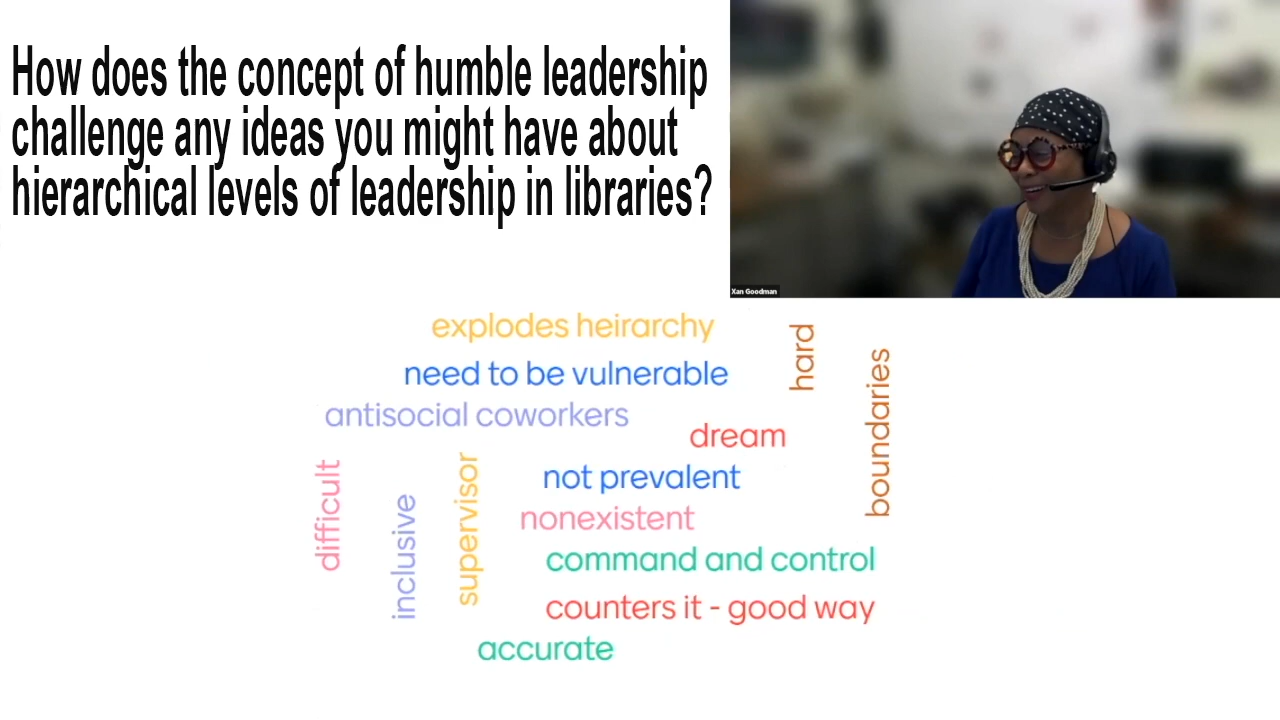 How does the concept of humble leadership
challenge any ideas you might have about
hierarchical levels of leadership in libraries?
Xan Goodman
explodes heirarchy
hard
need to be vulnerable
boundaries
antisocial coworkers
dream
difficult
inclusive
supervisor
not prevalent
nonexistent
command and control
counters it - good way
accurate